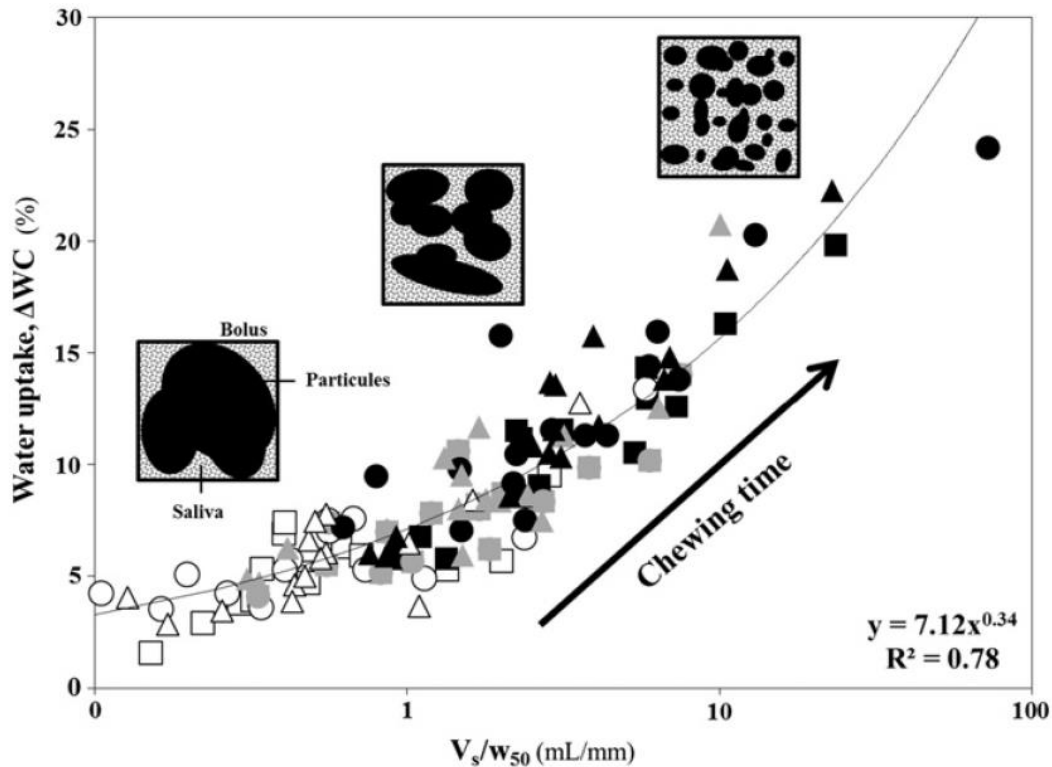 30
25
20
15
10
5
0
Water uptake, ΔWC (%)
Bolus
Particules
Saliva
Chewing time
y = 7.12x^0.34
R² = 0.78
0
1
10
100
Vs/w50 (mL/mm)